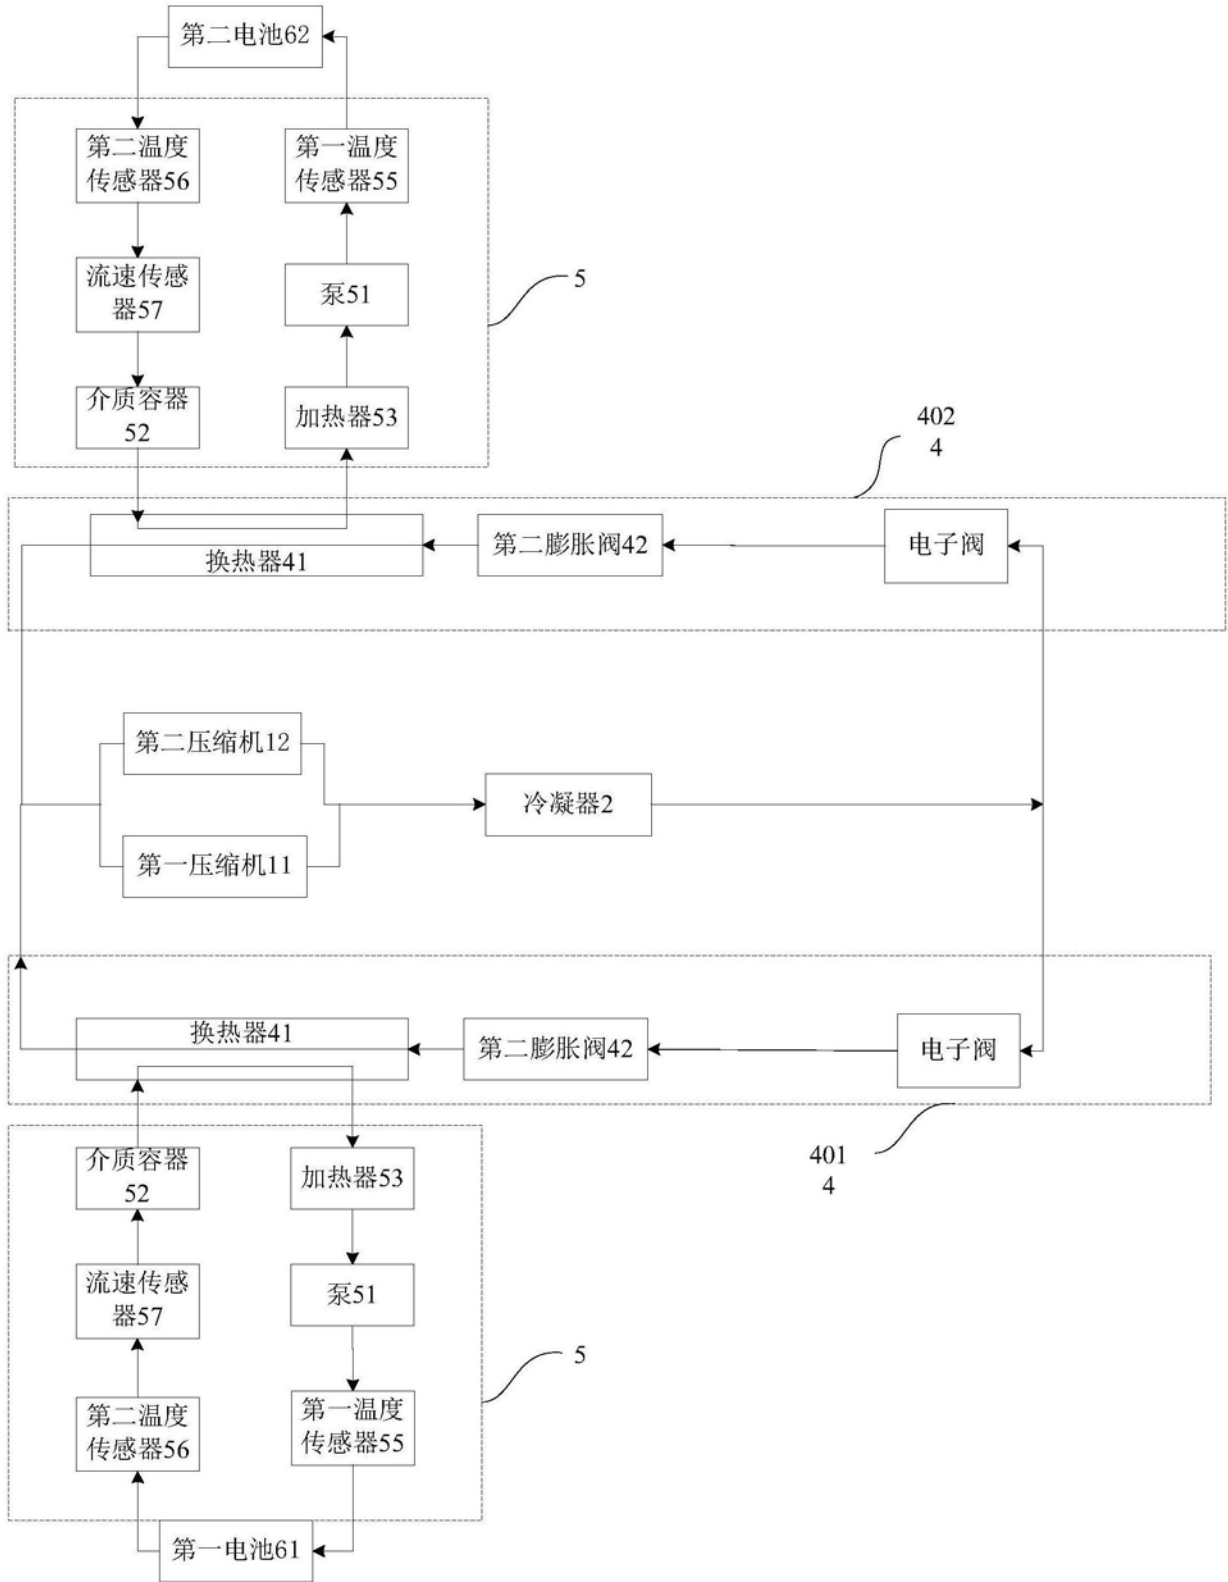 第二电池62
第二温度
传感器56
第一温度
传感器55
流速传感
器57
泵51
5
介质容器
52
加热器53
402
4
换热器41
第二膨胀阀42
电子阀
第二压缩机12
冷凝器2
第一压缩机11
换热器41
第二膨胀阀42
电子阀
401
4
介质容器
52
加热器53
流速传感
器57
泵51
5
第二温度
传感器56
第一温度
传感器55
第一电池61